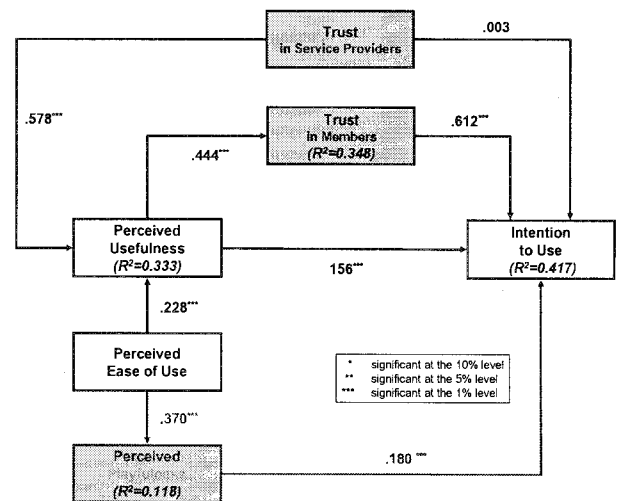 Trust
in Service Providers
.003
.578***
Trust
in Members
(R²=0.348)
.612***
.444***
Perceived
Usefulness
(R²=0.333)
Intention
to Use
(R²=0.417)
156***
.228***
Perceived
Ease of Use
* significant at the 10% level
** significant at the 5% level
*** significant at the 1% level
.370***
Perceived
(R²=0.118)
.180 ***